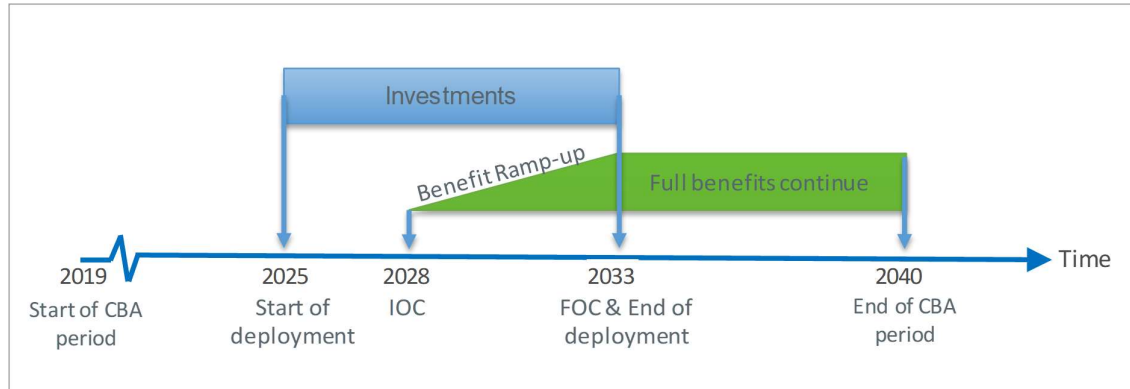 Investments
Benefit Ramp-up
Full benefits continue
Time
2019
2025
2028
2033
2040
Start of CBA
period
Start of
deployment
IOC
FOC & End of
deployment
End of CBA
period